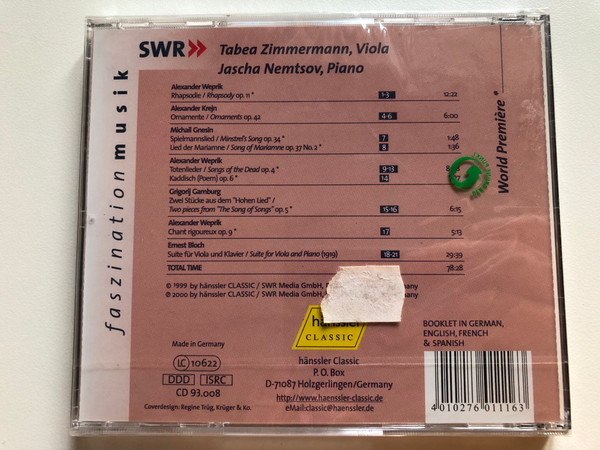 faszination musik
SWR
Tabea Zimmermann, Viola
Jascha Nemtsov, Piano
Alexander Weprik
Rhapsodie / Rhapsody op. 11 * 1-3 12:22
Alexander Krejn
Ornamente / Ornaments op. 42 4-6 6:00
Michail Gnesin
Spielmannslied / Minstrel's Song op. 34 * 7 1:48
Lied der Mariamne / Song of Mariamne op. 37 No. 2 * 8 1:36
Alexander Weprik
Totenlieder / Songs of the Dead op. 4 * 9-13
Kaddisch (Poem) op. 6 * 14
Grigorij Gamburg
Zwei Stücke aus dem "Hohen Lied" /
Two pieces from "The Song of Songs" op. 5 * 15-16 6:15
Alexander Weprik
Chant rigoureux op. 9 * 17 5:13
Ernest Bloch
Suite für Viola und Klavier / Suite for Viola and Piano (1919) 18-21 29:39
TOTAL TIME 78:28
World Première *
℗ 1999 by hänssler CLASSIC / SWR Media GmbH, Germany
℗ 2000 by hänssler CLASSIC / SWR Media GmbH, Germany
hänssler
CLASSIC
BOOKLET IN GERMAN,
ENGLISH, FRENCH
& SPANISH
Made in Germany
LC 10622
DDD ISRC
CD 93.008
Coverdesign: Regine Trüg, Krüger & Ko.
hänssler Classic
P. O. Box
D-71087 Holzgerlingen/Germany
http://www.haenssler-classic.de
eMail:classic@haenssler.de
4 010276 011163